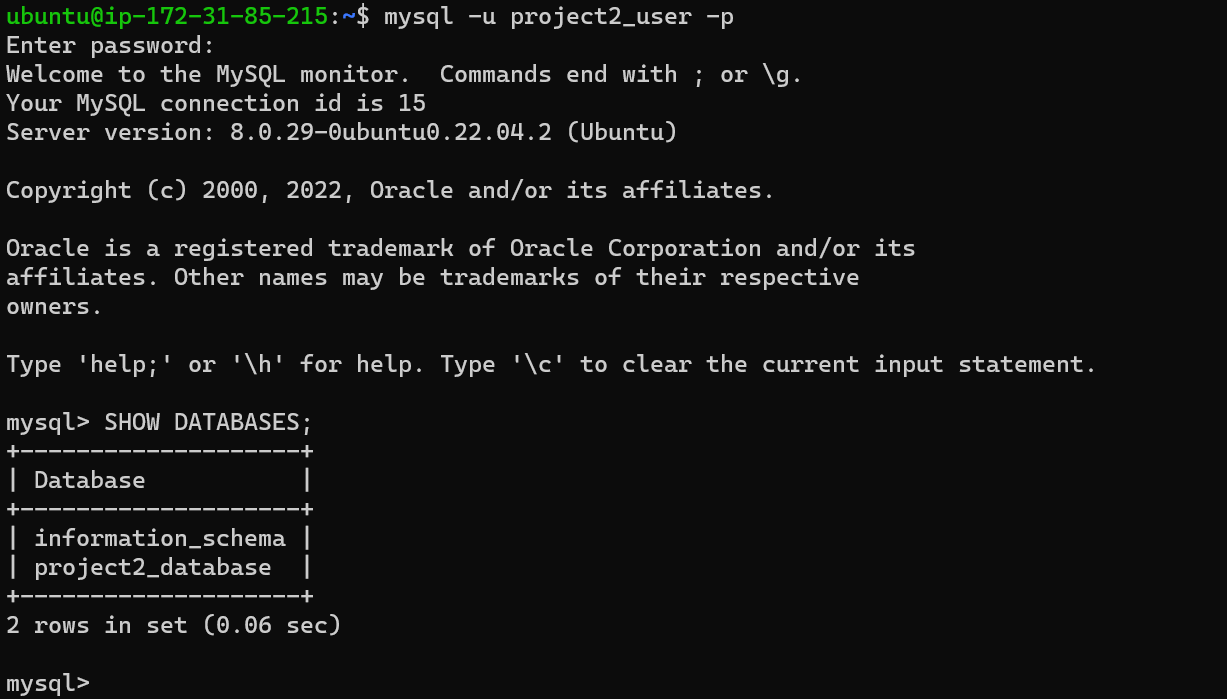 ubuntu@ip-172-31-85-215:~$ mysql -u project2_user -p
Enter password:
Welcome to the MySQL monitor.  Commands end with ; or \g.
Your MySQL connection id is 15
Server version: 8.0.29-0ubuntu0.22.04.2 (Ubuntu)

Copyright (c) 2000, 2022, Oracle and/or its affiliates.

Oracle is a registered trademark of Oracle Corporation and/or its
affiliates. Other names may be trademarks of their respective
owners.

Type 'help;' or '\h' for help. Type '\c' to clear the current input statement.

mysql> SHOW DATABASES;
+--------------------+
| Database           |
+--------------------+
| information_schema |
| project2_database  |
+--------------------+
2 rows in set (0.06 sec)

mysql>